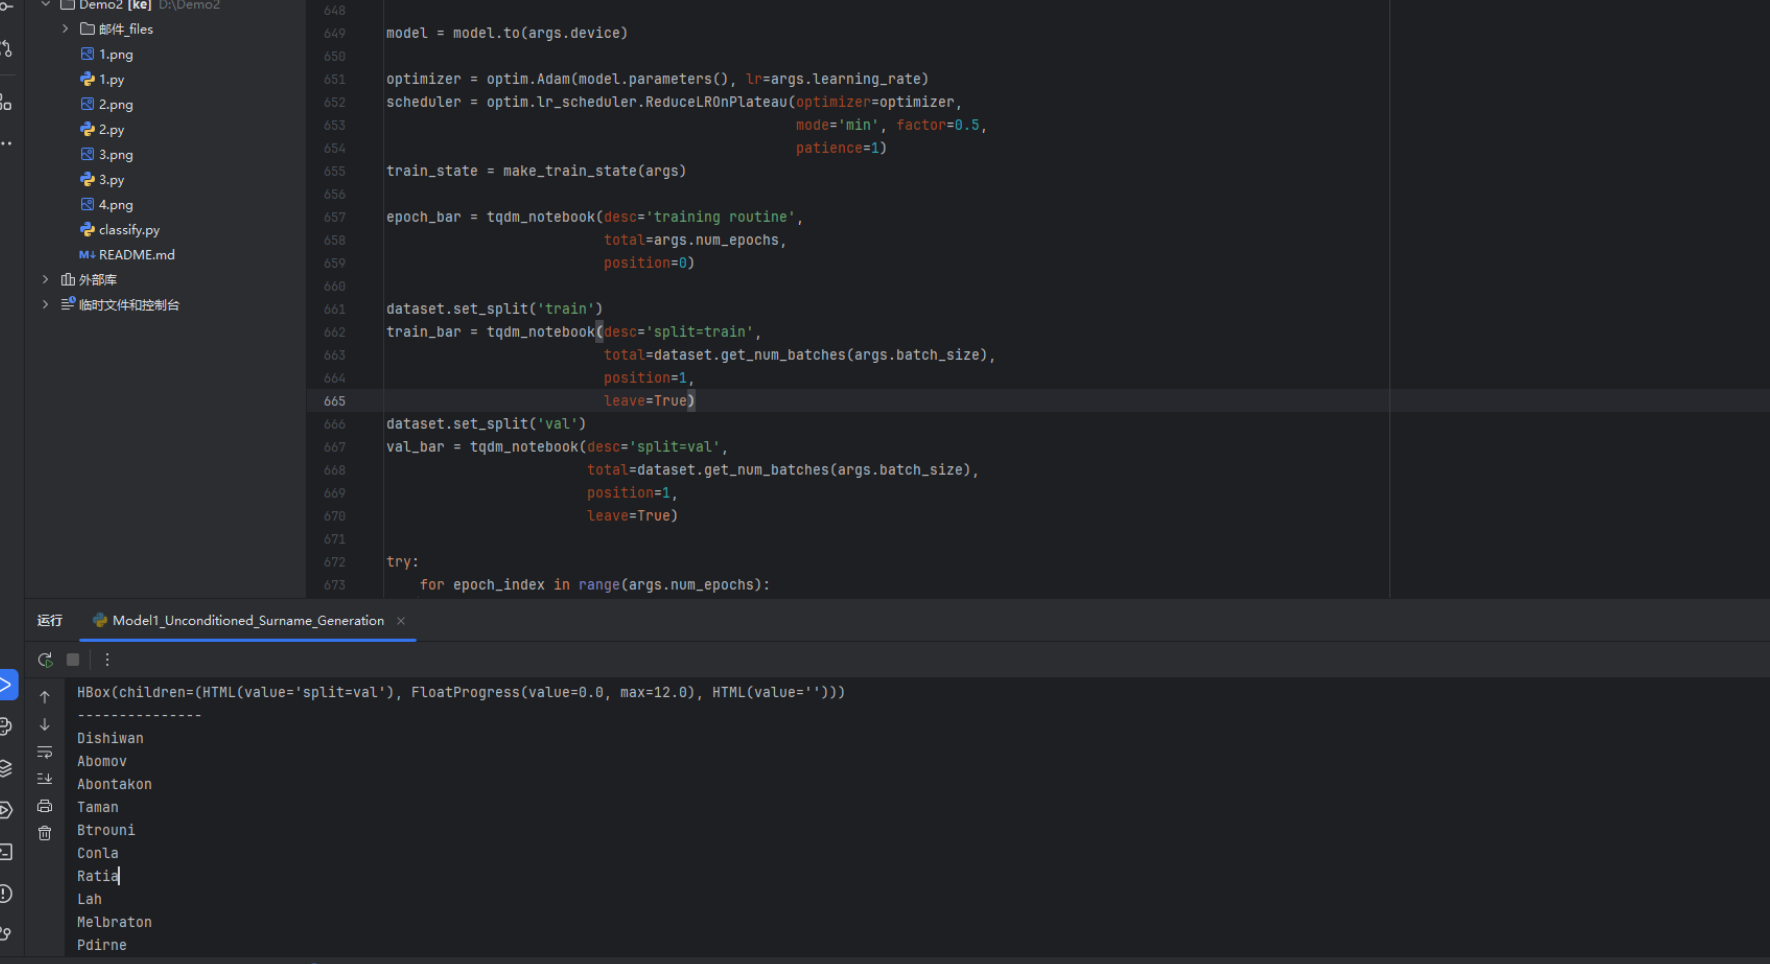 Demo2 [ke] D:\Demo2
邮件_files
1.png
1.py
2.png
2.py
3.png
3.py
4.png
classify.py
M↓ README.md
外部库
临时文件和控制台
648
649 model = model.to(args.device)
650
651 optimizer = optim.Adam(model.parameters(), lr=args.learning_rate)
652 scheduler = optim.lr_scheduler.ReduceLROnPlateau(optimizer=optimizer,
653 mode='min', factor=0.5,
654 patience=1)
655 train_state = make_train_state(args)
656
657 epoch_bar = tqdm_notebook(desc='training routine',
658 total=args.num_epochs,
659 position=0)
660
661 dataset.set_split('train')
662 train_bar = tqdm_notebook(desc='split=train',
663 total=dataset.get_num_batches(args.batch_size),
664 position=1,
665 leave=True)
666 dataset.set_split('val')
667 val_bar = tqdm_notebook(desc='split=val',
668 total=dataset.get_num_batches(args.batch_size),
669 position=1,
670 leave=True)
671
672 try:
673 for epoch_index in range(args.num_epochs):
运行 Model1_Unconditioned_Surname_Generation
HBox(children=(HTML(value='split=val'), FloatProgress(value=0.0, max=12.0), HTML(value='')))
---------------
Dishiwan
Abomov
Abontakon
Taman
Btrouni
Conla
Ratia
Lah
Melbraton
Pdirne